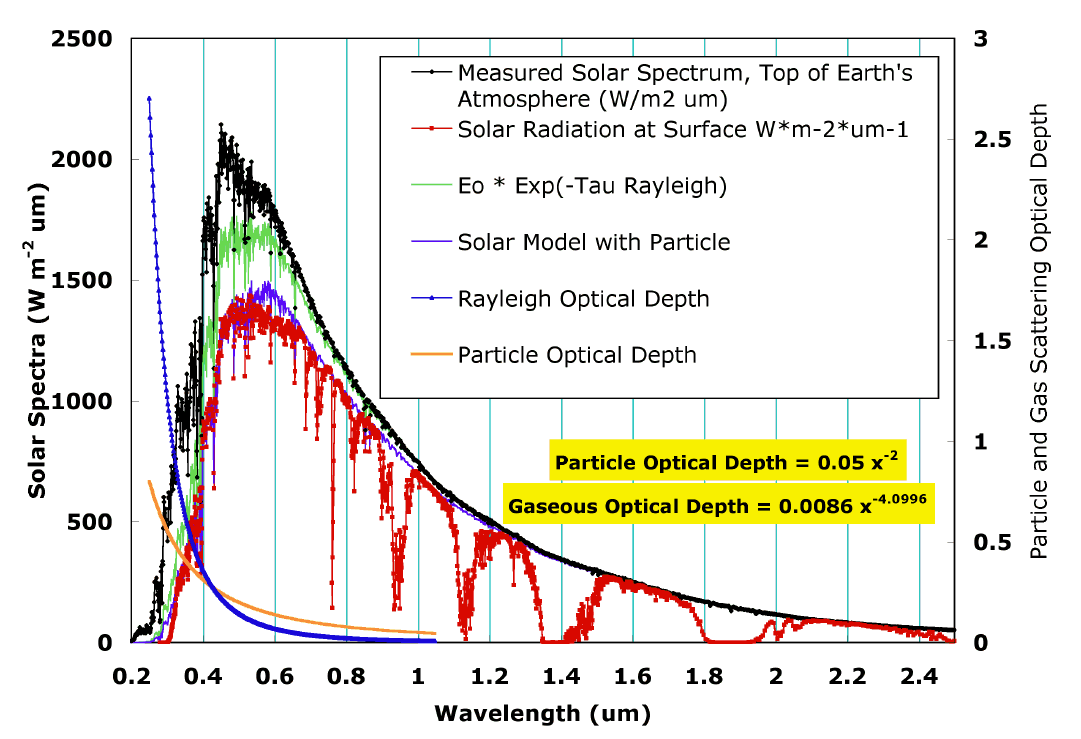 2500
2000
1500
1000
500
0
Solar Spectra (W m-2 um)
3
2.5
2
1.5
1
0.5
0
Particle and Gas Scattering Optical Depth
Measured Solar Spectrum, Top of Earth's
Atmosphere (W/m2 um)
Solar Radiation at Surface W*m-2*um-1
Eo * Exp(-Tau Rayleigh)
Solar Model with Particle
Rayleigh Optical Depth
Particle Optical Depth
Particle Optical Depth = 0.05 x-2
Gaseous Optical Depth = 0.0086 x-4.0996
0.2 0.4 0.6 0.8 1 1.2 1.4 1.6 1.8 2 2.2 2.4
Wavelength (um)